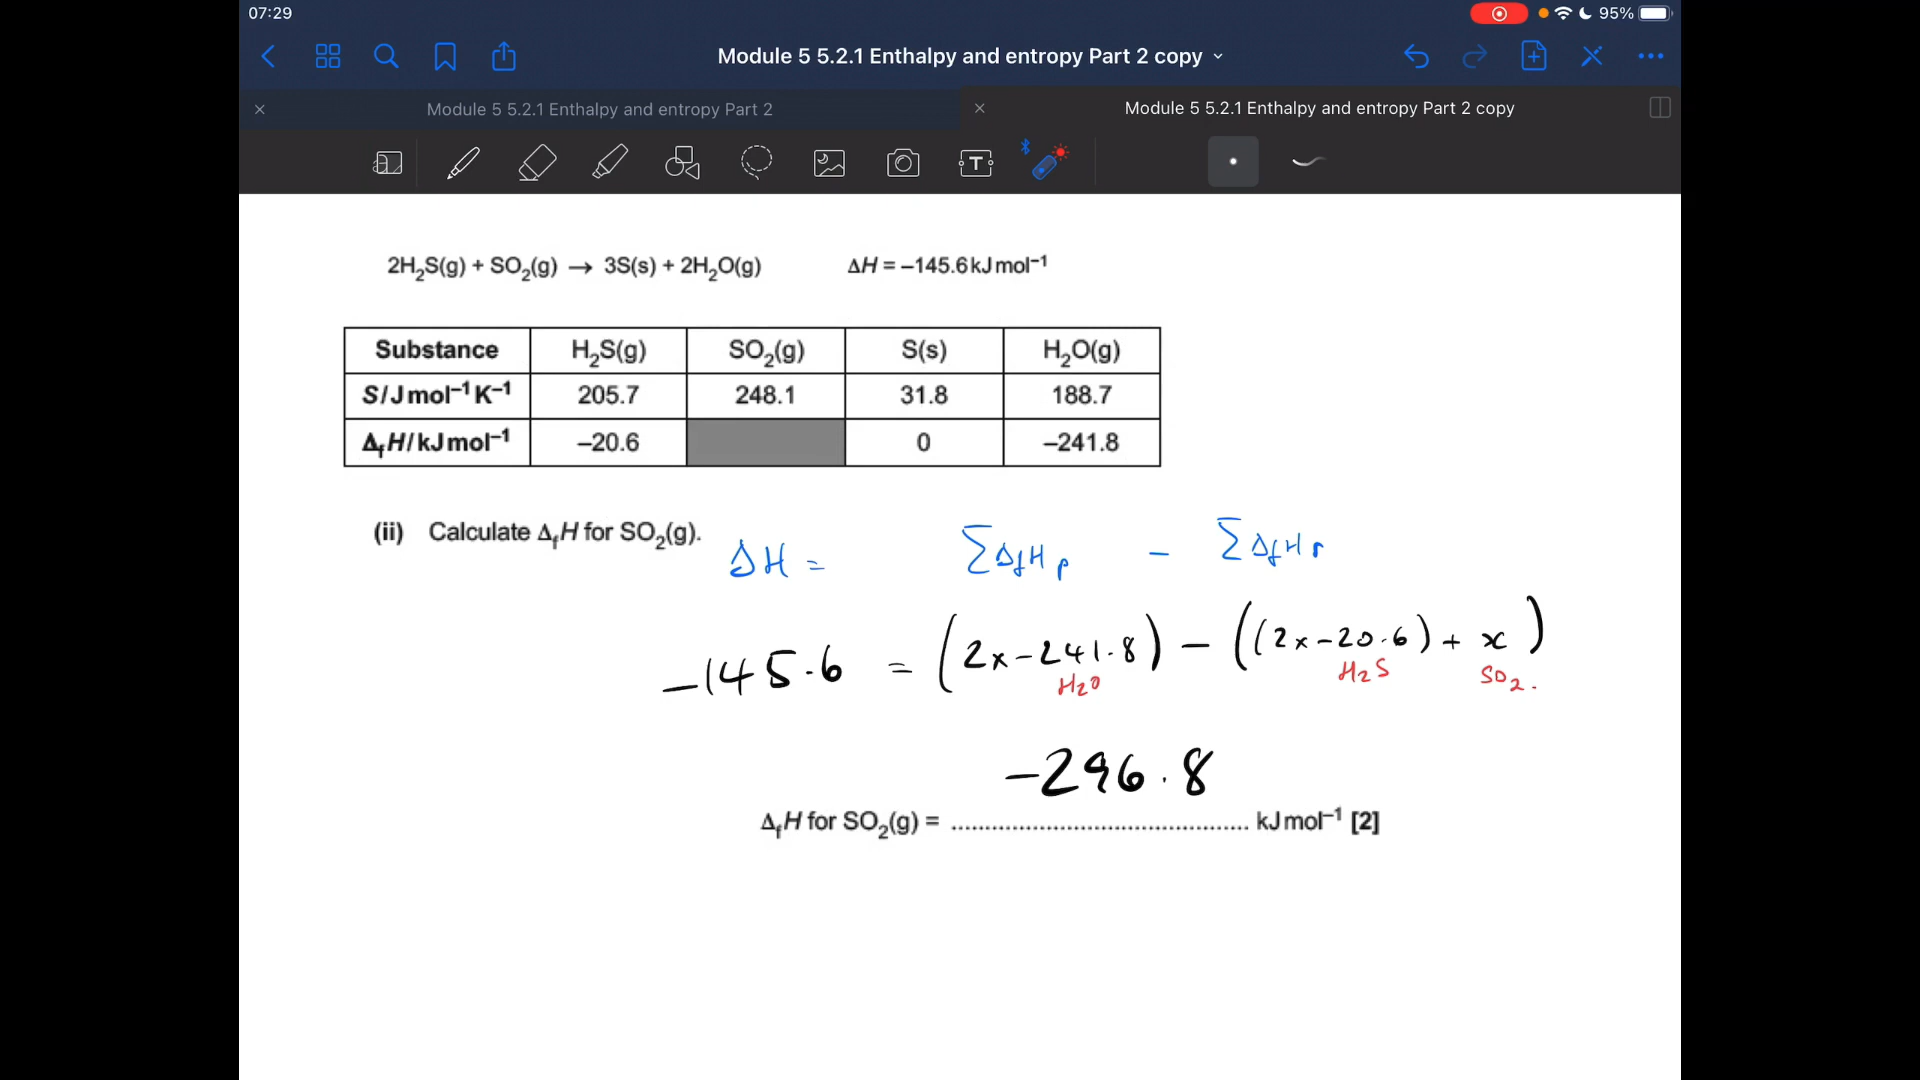 07:29 95%
Module 5 5.2.1 Enthalpy and entropy Part 2 copy
Module 5 5.2.1 Enthalpy and entropy Part 2 Module 5 5.2.1 Enthalpy and entropy Part 2 copy
2H₂S(g) + SO₂(g) → 3S(s) + 2H₂O(g) ΔH = –145.6 kJ mol⁻¹
Substance H₂S(g) SO₂(g) S(s) H₂O(g)
S/J mol⁻¹ K⁻¹ 205.7 248.1 31.8 188.7
ΔfH/kJ mol⁻¹ –20.6 0 –241.8
(ii) Calculate ΔfH for SO₂(g).
ΔH = ΣΔfHp – ΣΔfHr
–145.6 = (2x–241.8) – ((2x–20.6) + x)
H₂O H₂S SO₂.
–296.8
ΔfH for SO₂(g) = ............................................ kJ mol⁻¹ [2]